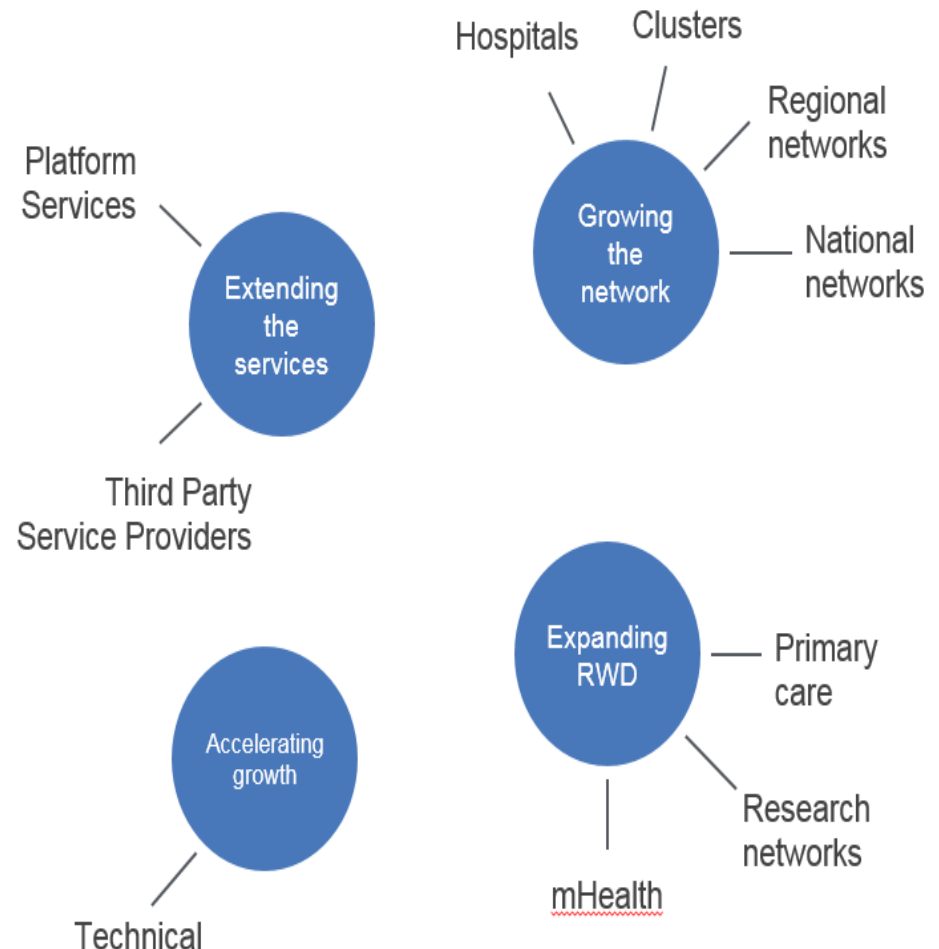 Hospitals
Clusters
Regional
networks
Growing
the
network
National
networks
Platform
Services
Extending
the
services
Third Party
Service Providers
Expanding
RWD
Primary
care
Research
networks
mHealth
Accelerating
growth
Technical